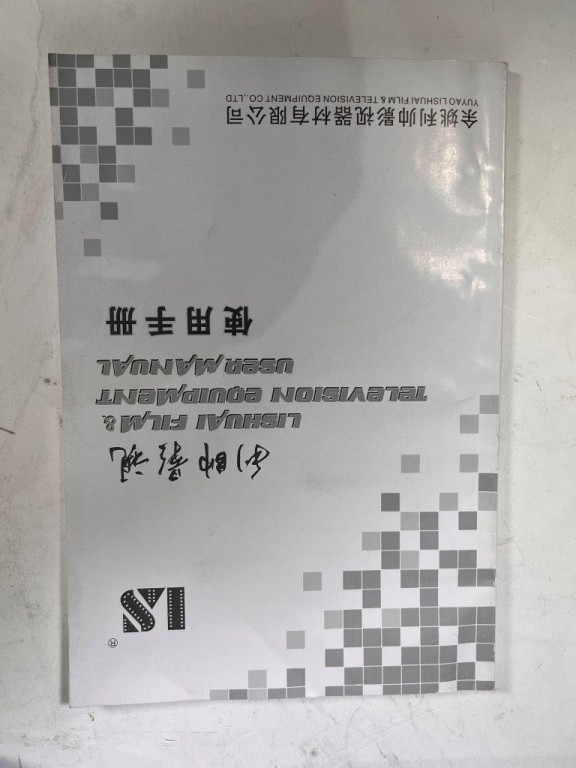 LS®
利帅影视
LISHUAI FILM &
TELEVISION EQUIPMENT
USER MANUAL
使用手册
余姚利帅影视器材有限公司
YUYAO LISHUAI FILM & TELEVISION EQUIPMENT CO.,LTD